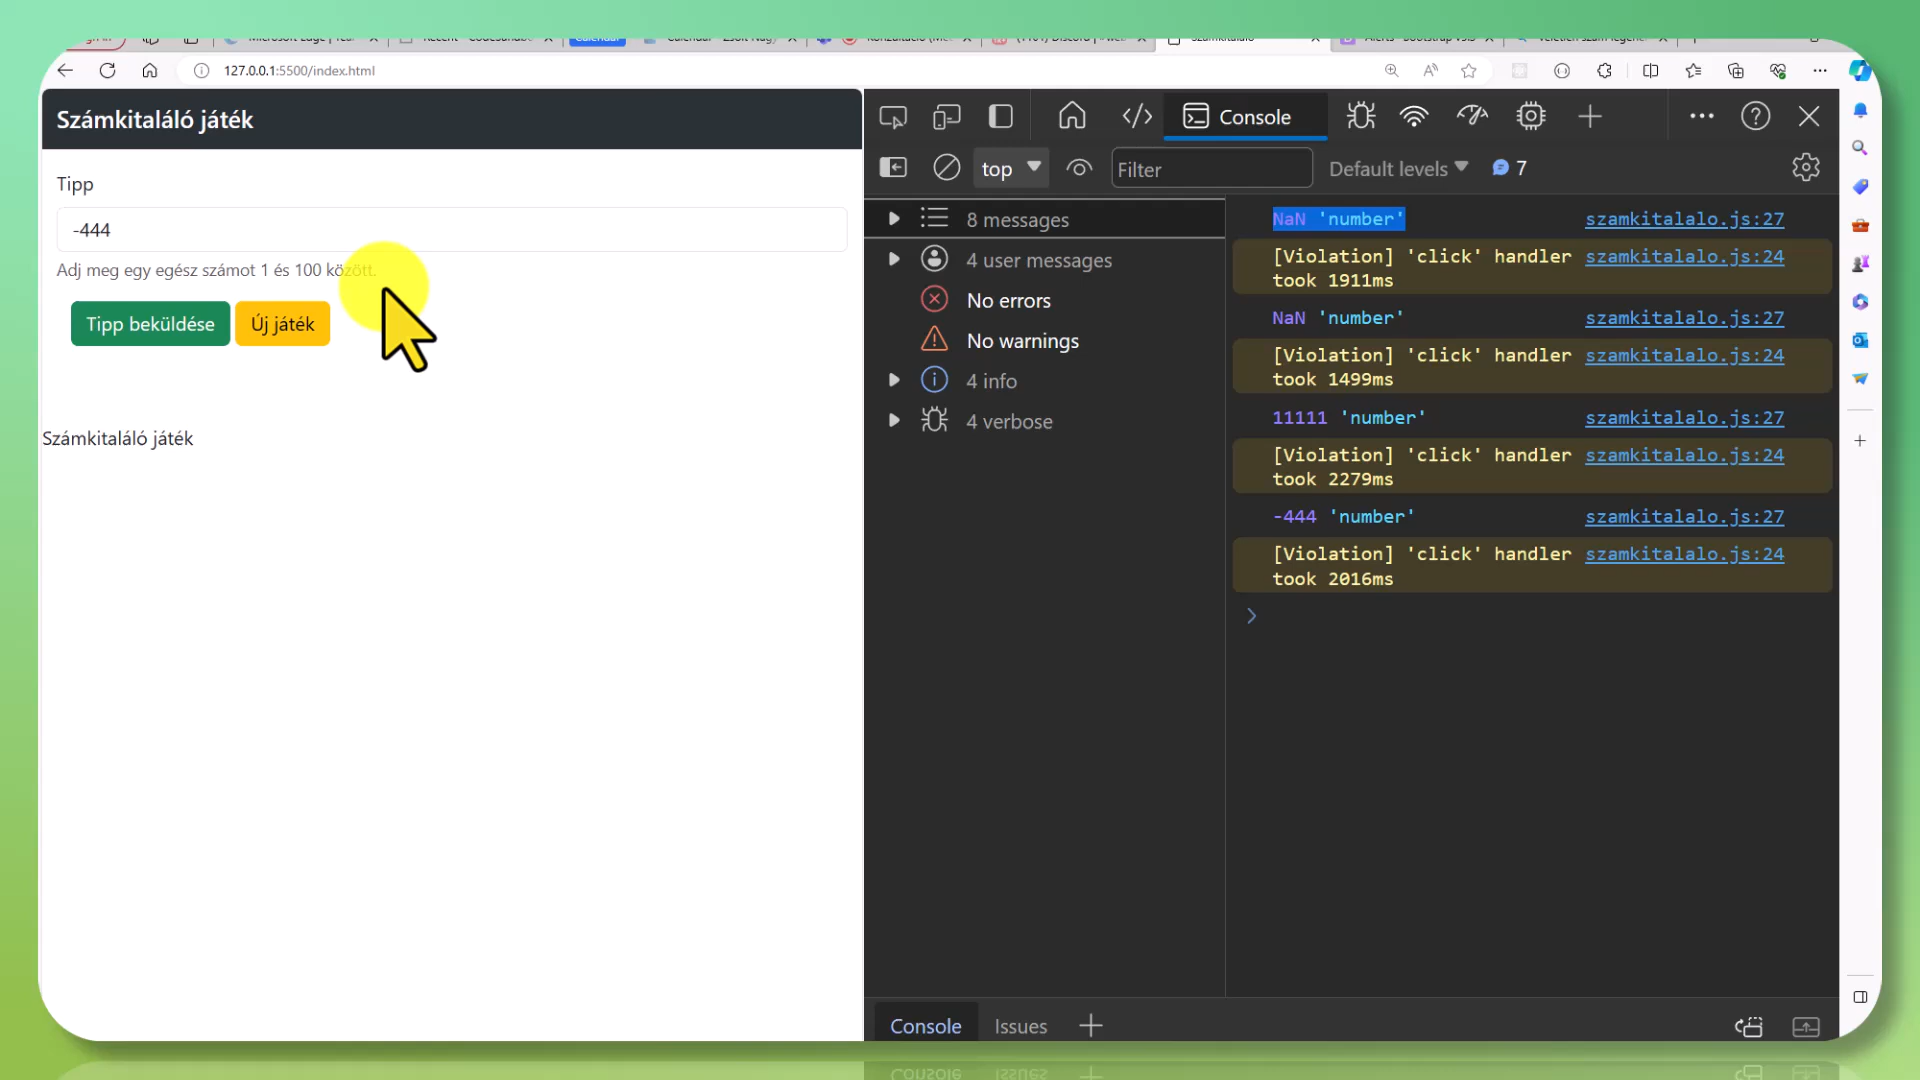 127.0.0.1:5500/index.html
Számkitaláló játék
Tipp
-444
Adj meg egy egész számot 1 és 100 között.
Tipp beküldése
Új játék
Számkitaláló játék
Console
top
Filter
Default levels
7
8 messages
4 user messages
No errors
No warnings
4 info
4 verbose
NaN 'number' szamkitalalo.js:27
[Violation] 'click' handler szamkitalalo.js:24
took 1911ms
NaN 'number' szamkitalalo.js:27
[Violation] 'click' handler szamkitalalo.js:24
took 1499ms
11111 'number' szamkitalalo.js:27
[Violation] 'click' handler szamkitalalo.js:24
took 2279ms
-444 'number' szamkitalalo.js:27
[Violation] 'click' handler szamkitalalo.js:24
took 2016ms
Console
Issues